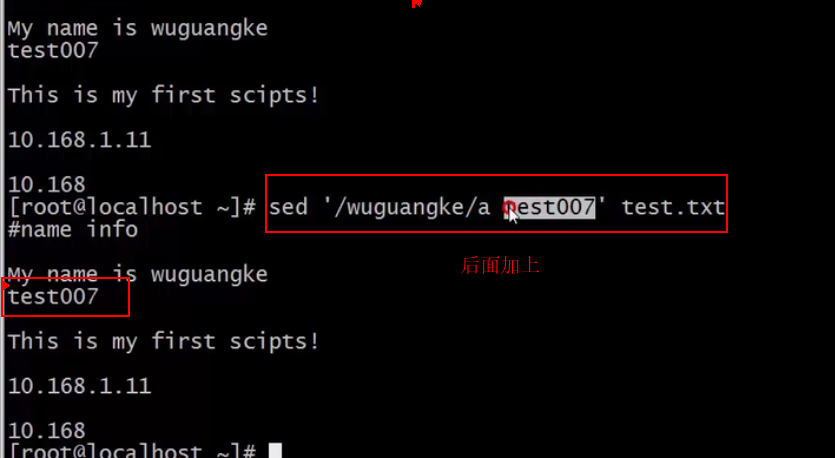 My name is wuguangke
test007
This is my first scipts!
10.168.1.11
10.168
[root@localhost ~]# sed '/wuguangke/a test007' test.txt
#name info
后面加上
My name is wuguangke
test007
This is my first scipts!
10.168.1.11
10.168
[root@localhost ~]#